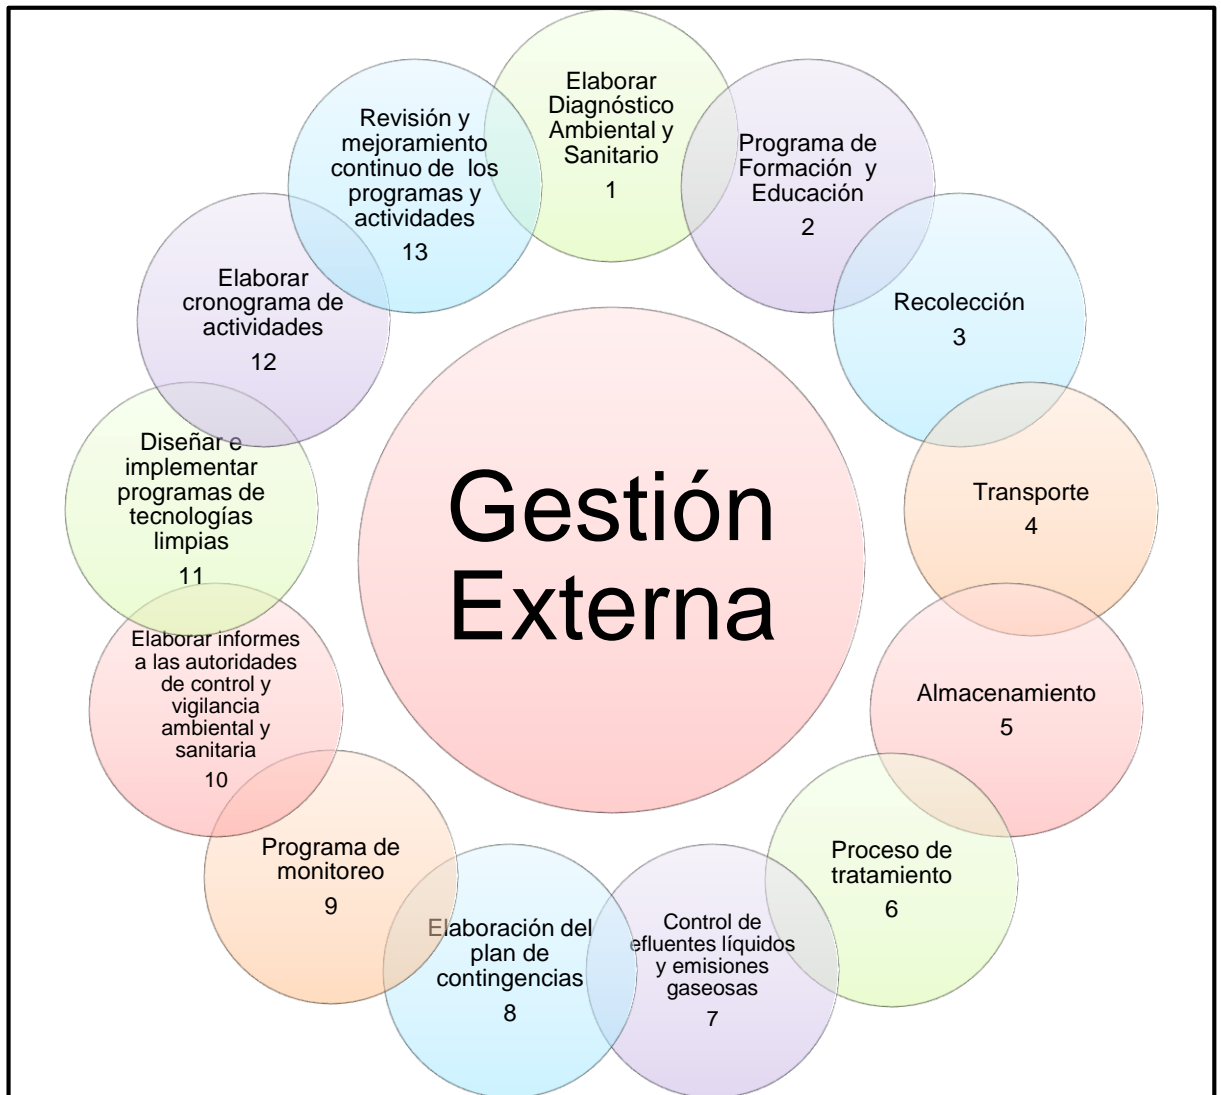 Elaborar
Diagnóstico
Ambiental y
Sanitario
1
Programa de
Formación y
Educación
2
Recolección
3
Transporte
4
Almacenamiento
5
Proceso de
tratamiento
6
Control de
efluentes líquidos
y emisiones
gaseosas
7
Elaboración del
plan de
contingencias
8
Programa de
monitoreo
9
Elaborar informes
a las autoridades
de control y
vigilancia
ambiental y
sanitaria
10
Diseñar e
implementar
programas de
tecnologías
limpias
11
Elaborar
cronograma de
actividades
12
Revisión y
mejoramiento
continuo de los
programas y
actividades
13
Gestión
Externa